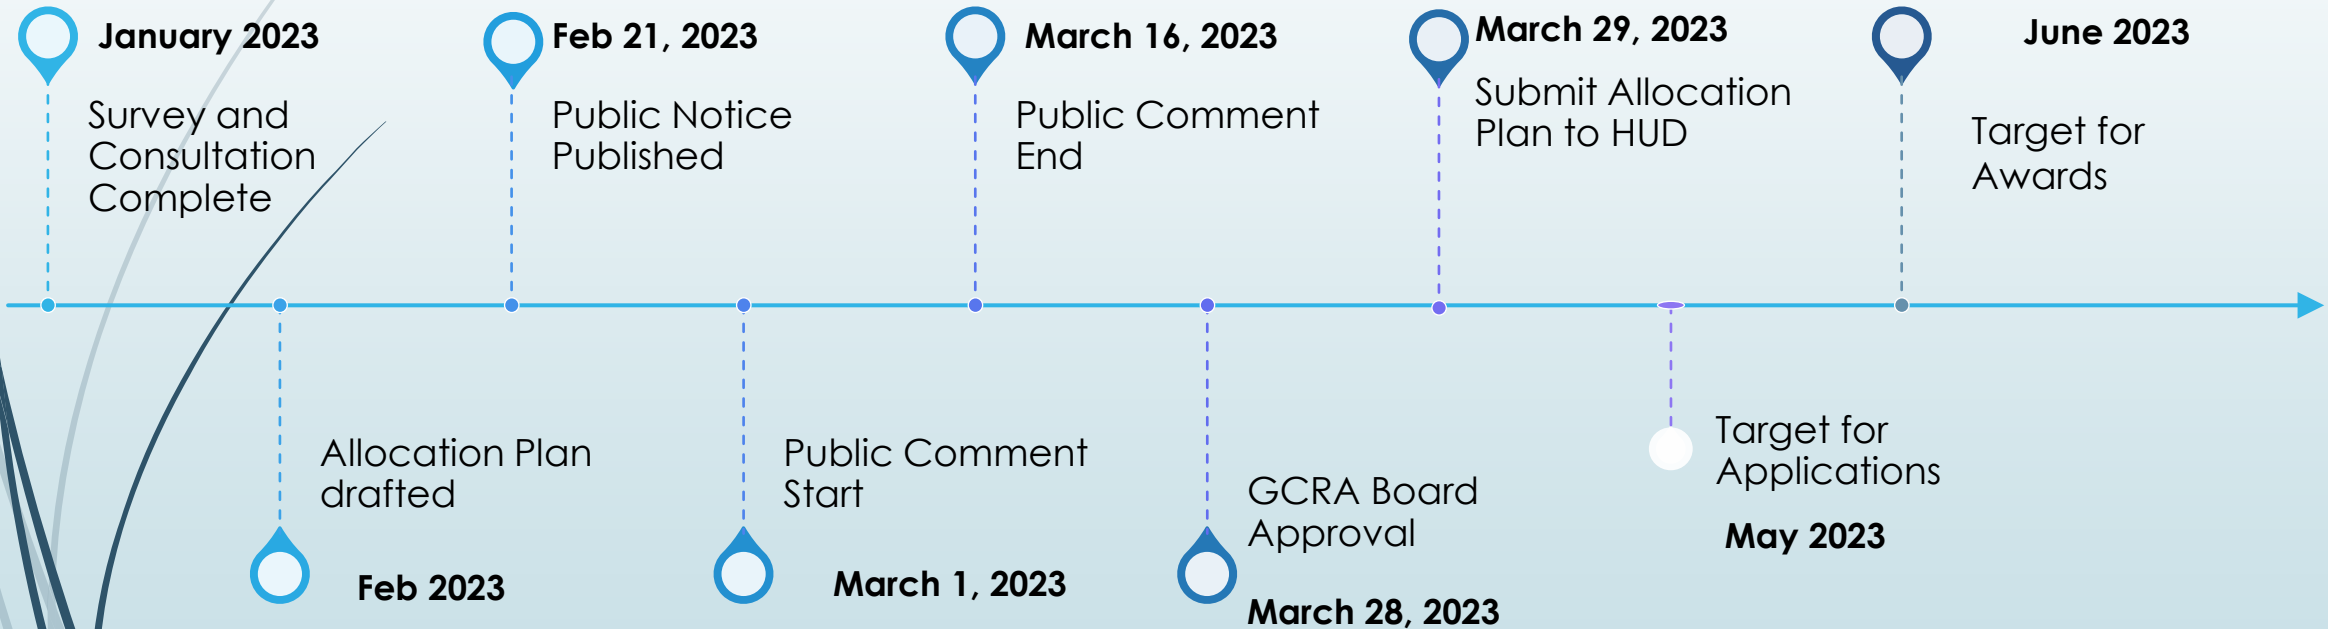 January 2023
Survey and
Consultation
Complete
Allocation Plan
drafted
Feb 2023
Feb 21, 2023
Public Notice
Published
Public Comment
Start
March 1, 2023
March 16, 2023
Public Comment
End
GCRA Board
Approval
March 28, 2023
March 29, 2023
Submit Allocation
Plan to HUD
Target for
Applications
May 2023
June 2023
Target for
Awards